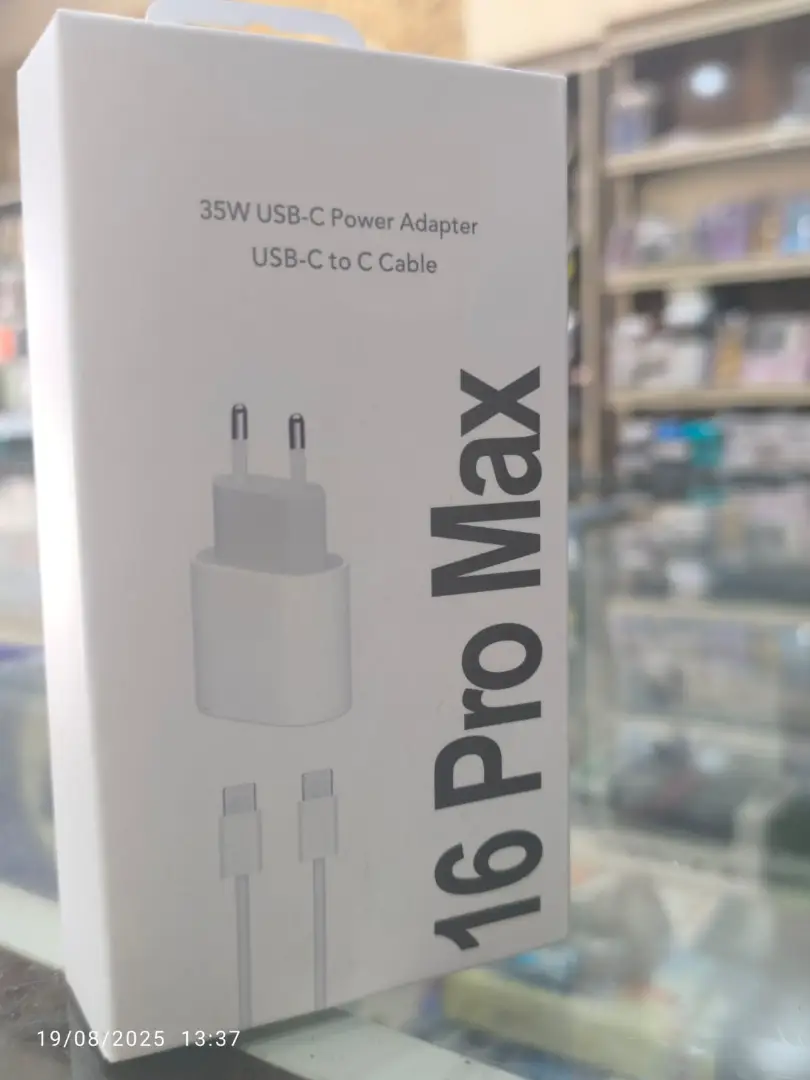 35W USB-C Power Adapter
USB-C to C Cable
16 Pro Max
19/08/2025 13:37